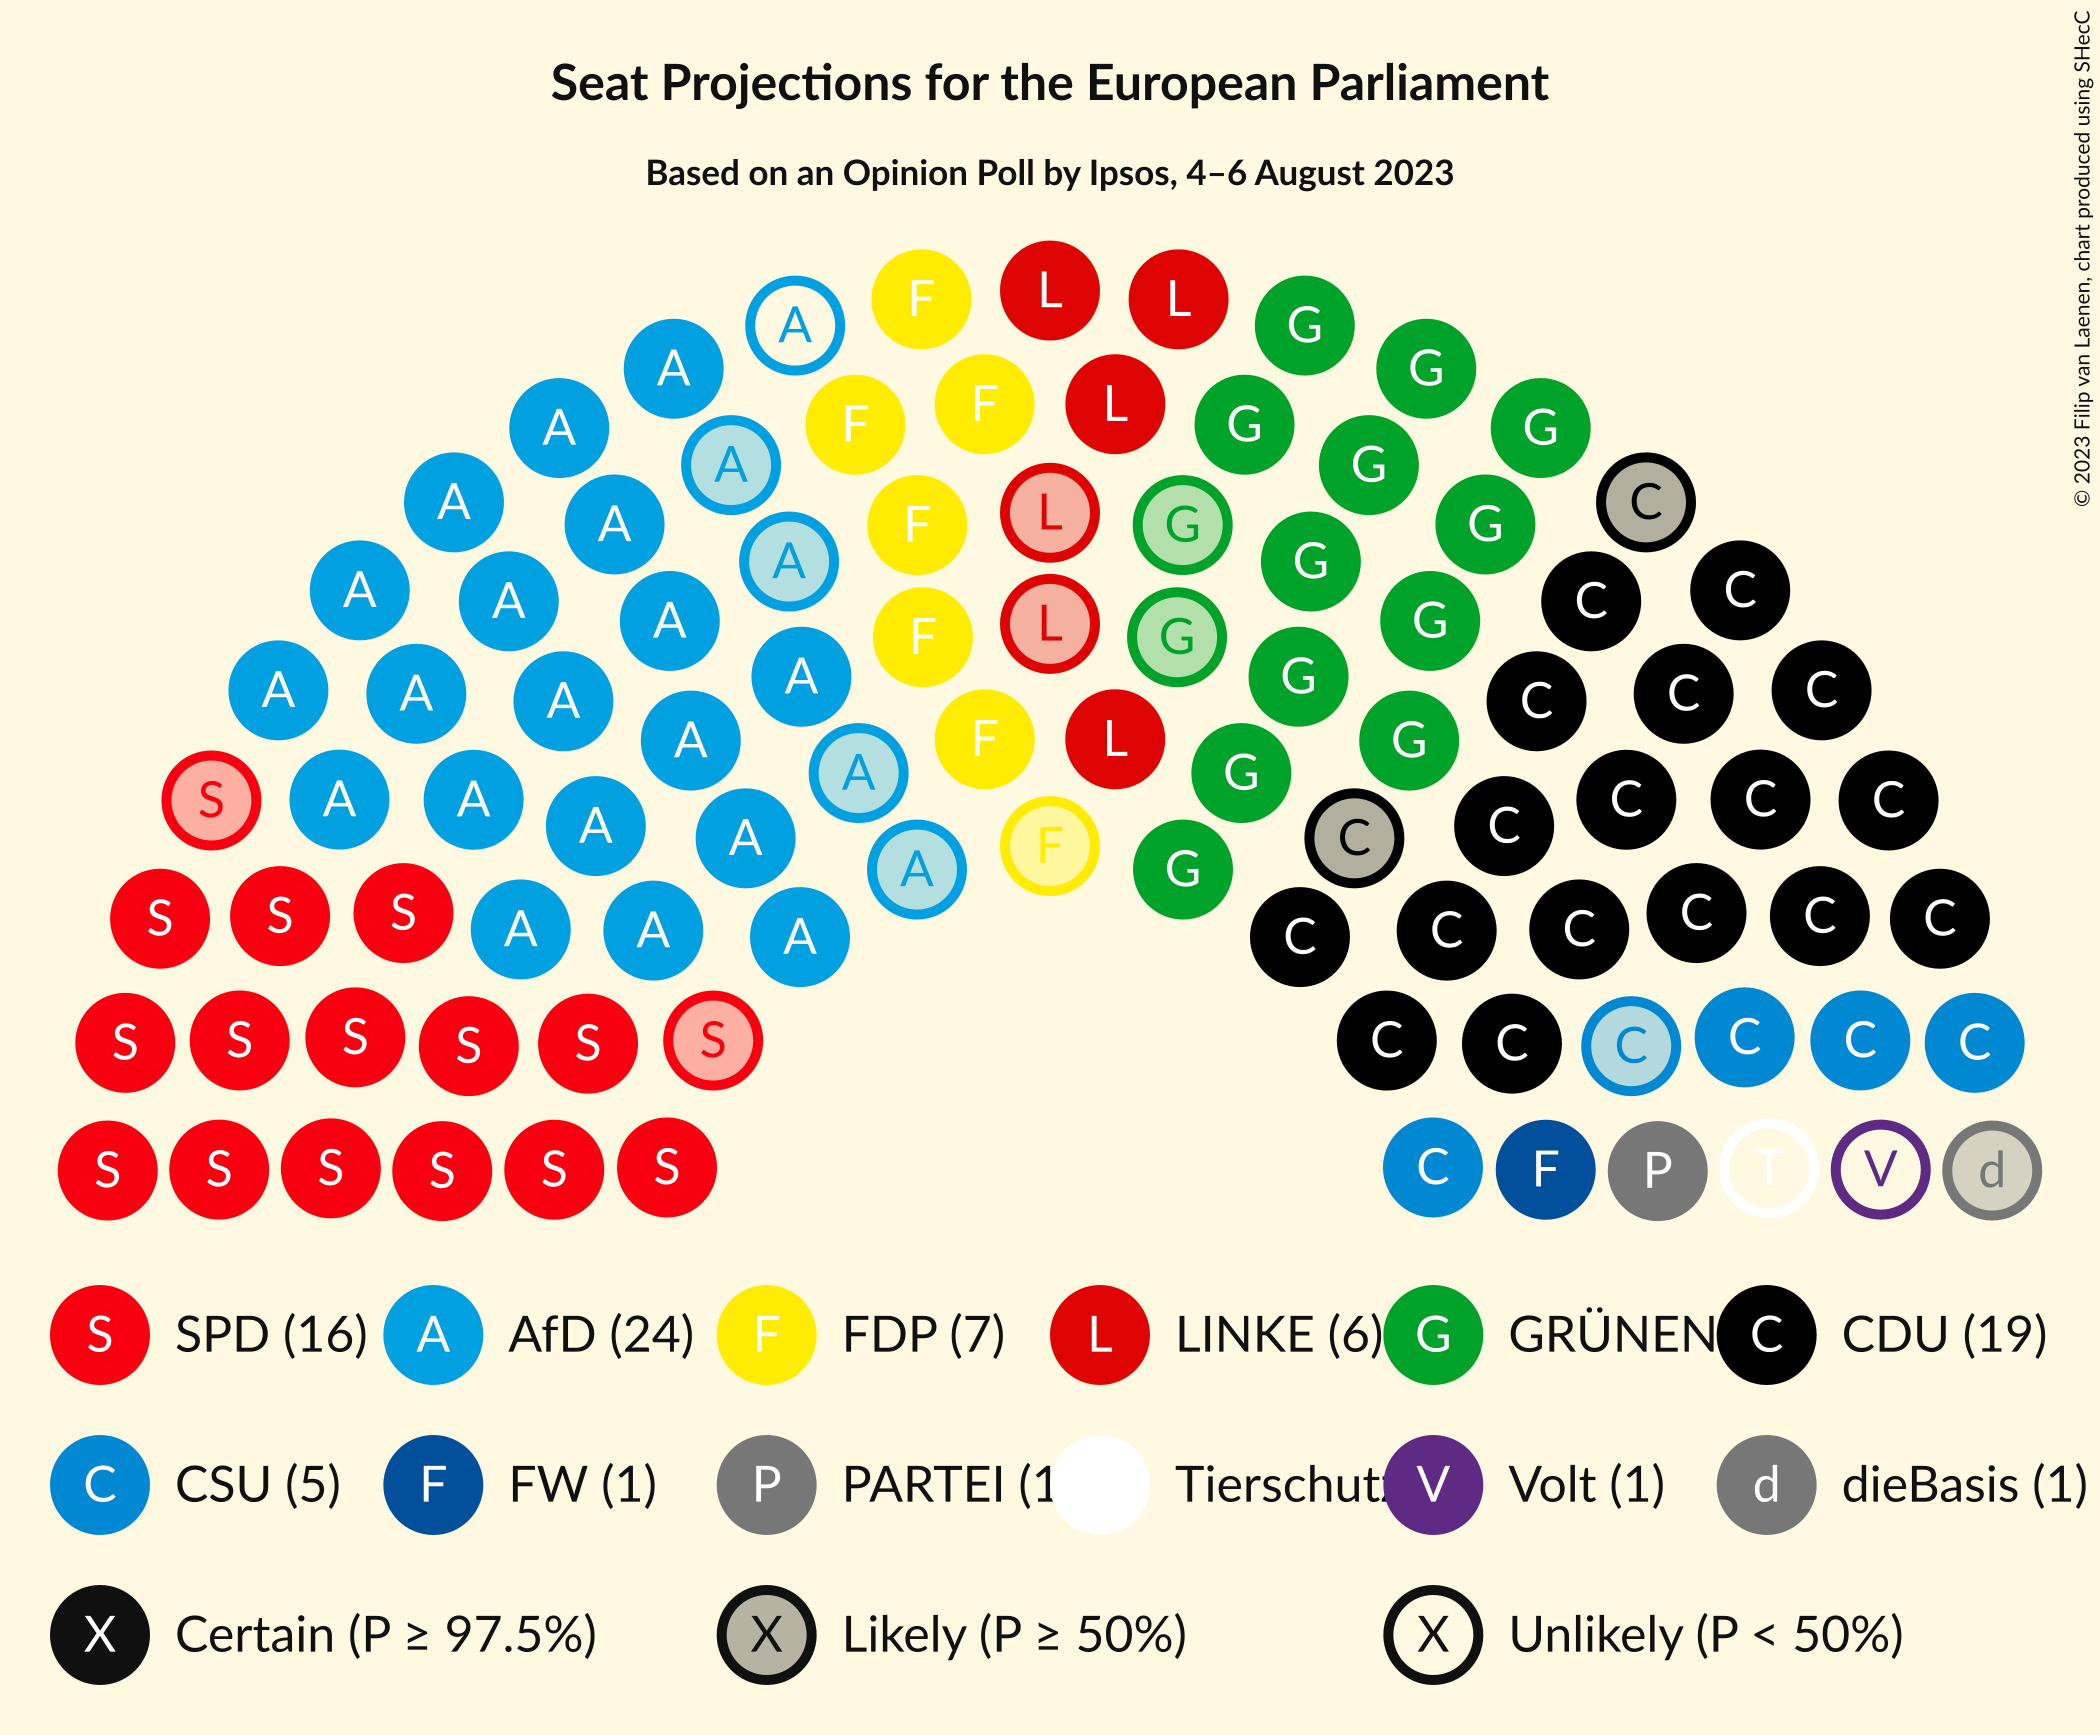 © 2023 Filip van Laenen, chart produced using SHecC
Seat Projections for the European Parliament
Based on an Opinion Poll by Ipsos, 4–6 August 2023
A F L L G
A G
A F F L G G
A G
A A F L G G C
A A A G C C
A F L G G
A A A A G C C C
A F L G
S A A A G C C C
A A F C C
A G
S S S A A A C C C C C C
S S S S S S C C C C C C
S S S S S S C F P T V d
S SPD (16) A AfD (24) F FDP (7) L LINKE (6) G GRÜNEN C CDU (19)
C CSU (5) F FW (1) P PARTEI (1 Tierschutz V Volt (1) d dieBasis (1)
X Certain (P ≥ 97.5%) X Likely (P ≥ 50%) X Unlikely (P < 50%)